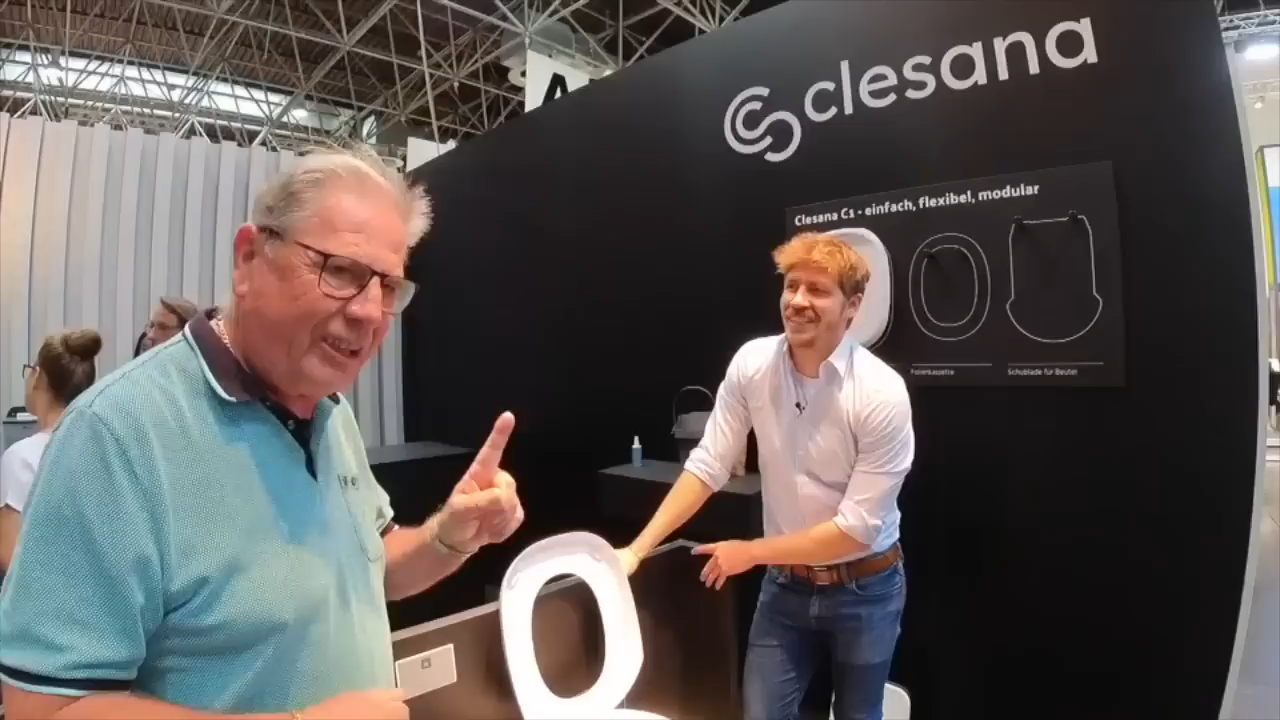 A
clesana
Clesana C1 - einfach, flexibel, modular
Folienkassette
Schublade für Beutel